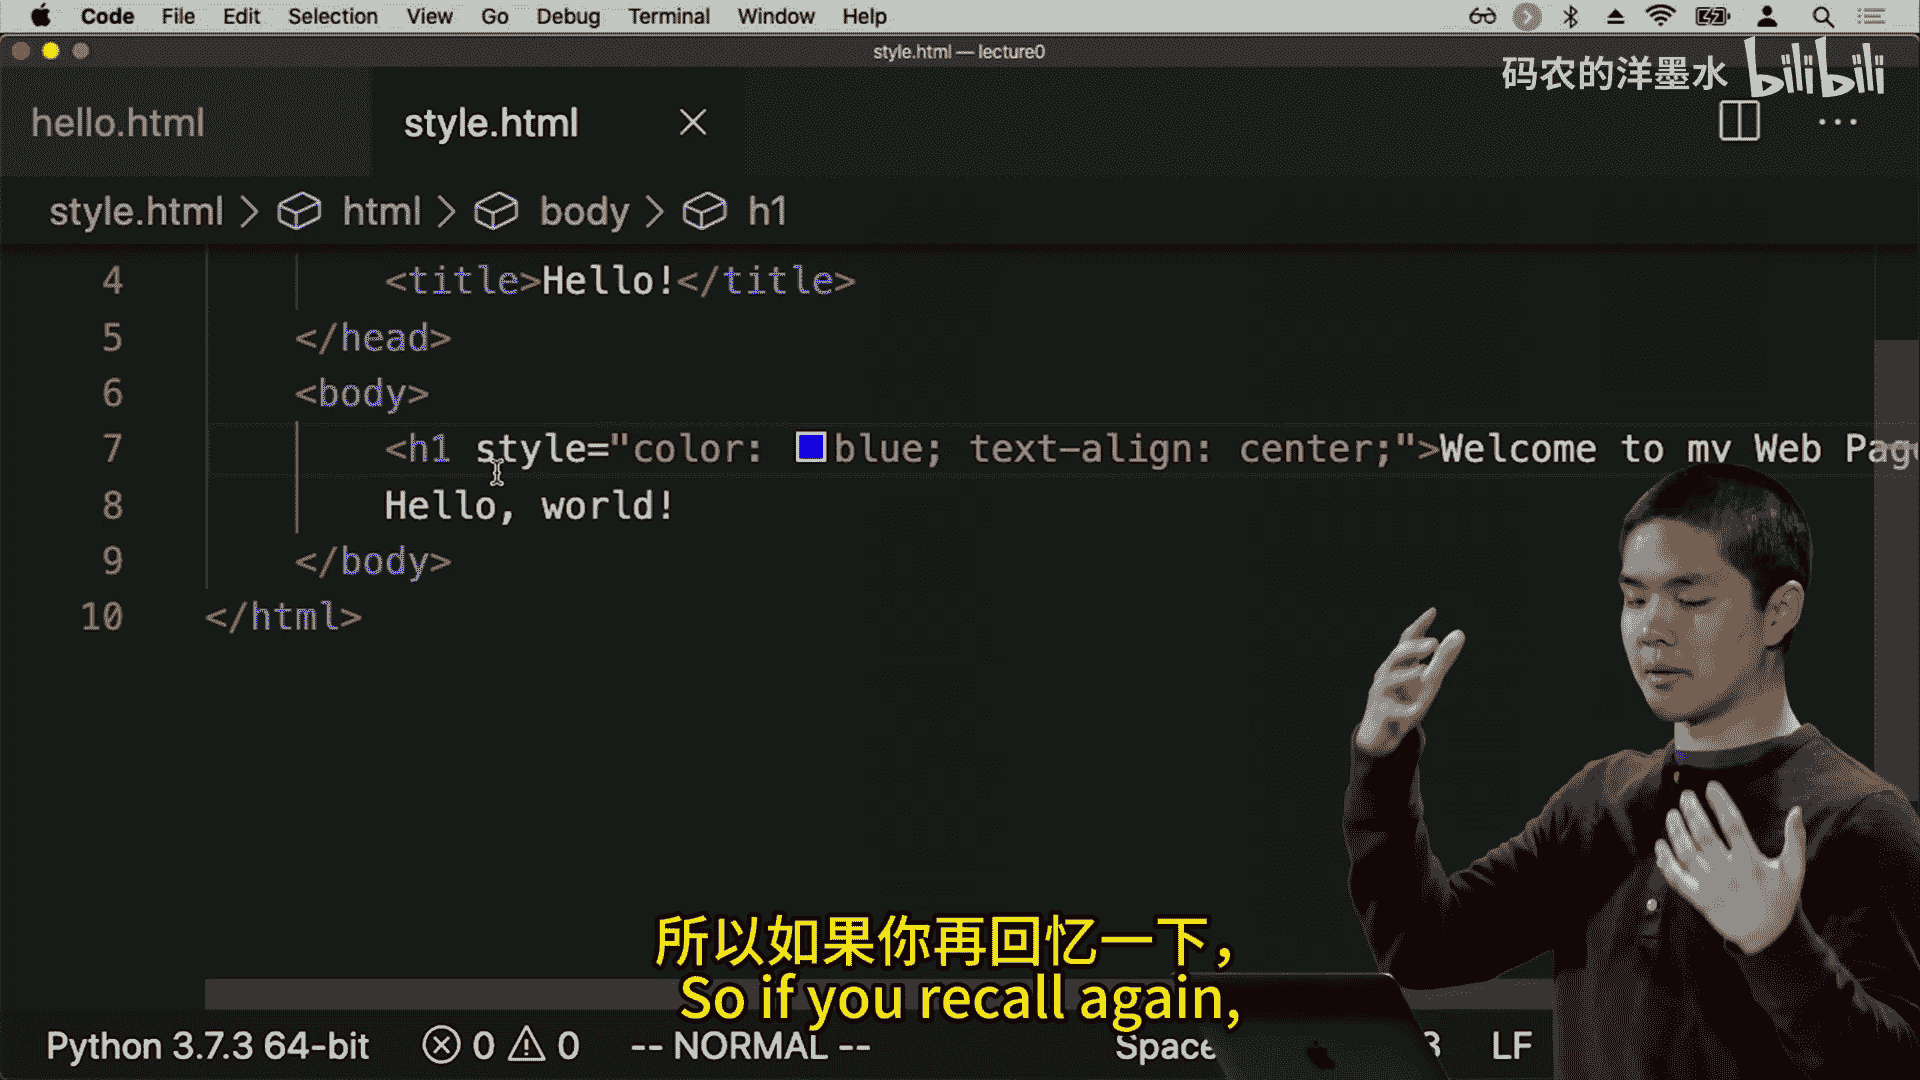 Code File Edit Selection View Go Debug Terminal Window Help
style.html — lecture0
码农的洋墨水 bilibili
hello.html style.html
style.html > html > body > h1
4 <title>Hello!</title>
5 </head>
6 <body>
7 <h1 style="color: blue; text-align: center;">Welcome to my Web Pag
8 Hello, world!
9 </body>
10 </html>
所以如果你再回忆一下，
So if you recall again,
Python 3.7.3 64-bit 0 0 -- NORMAL -- Space 3 LF